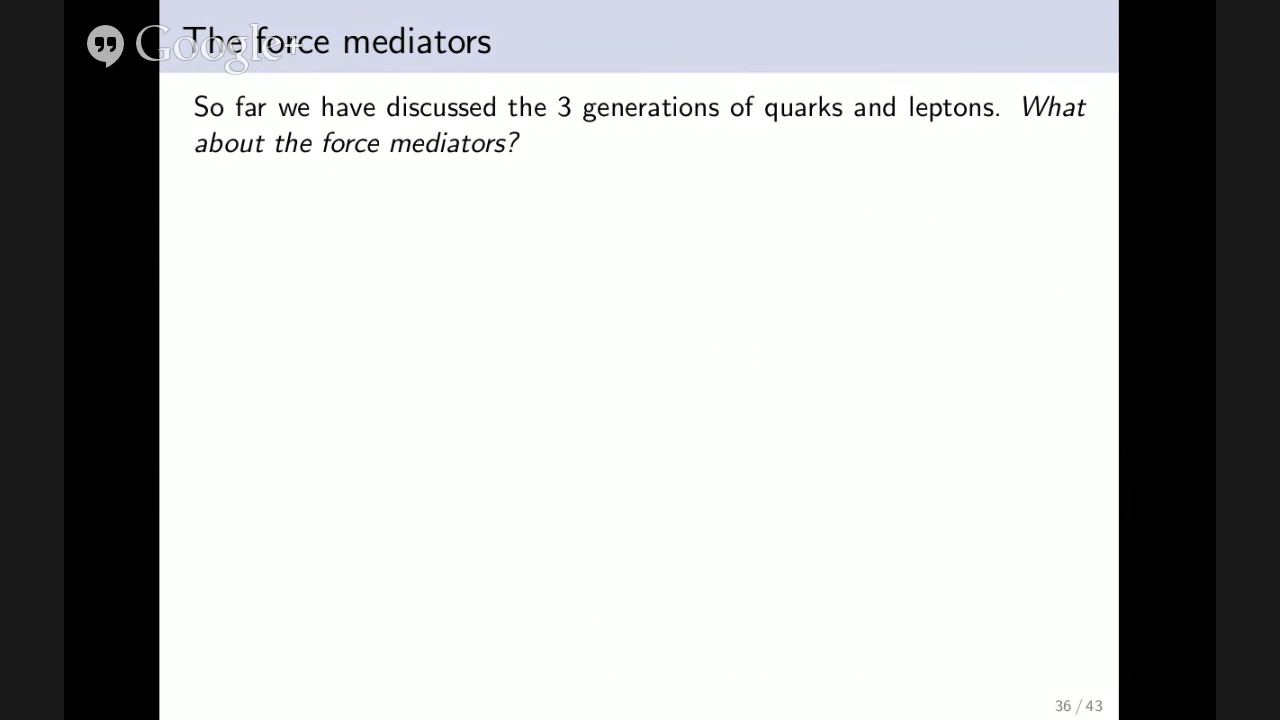 Google+
The force mediators
So far we have discussed the 3 generations of quarks and leptons. What
about the force mediators?
36 / 43